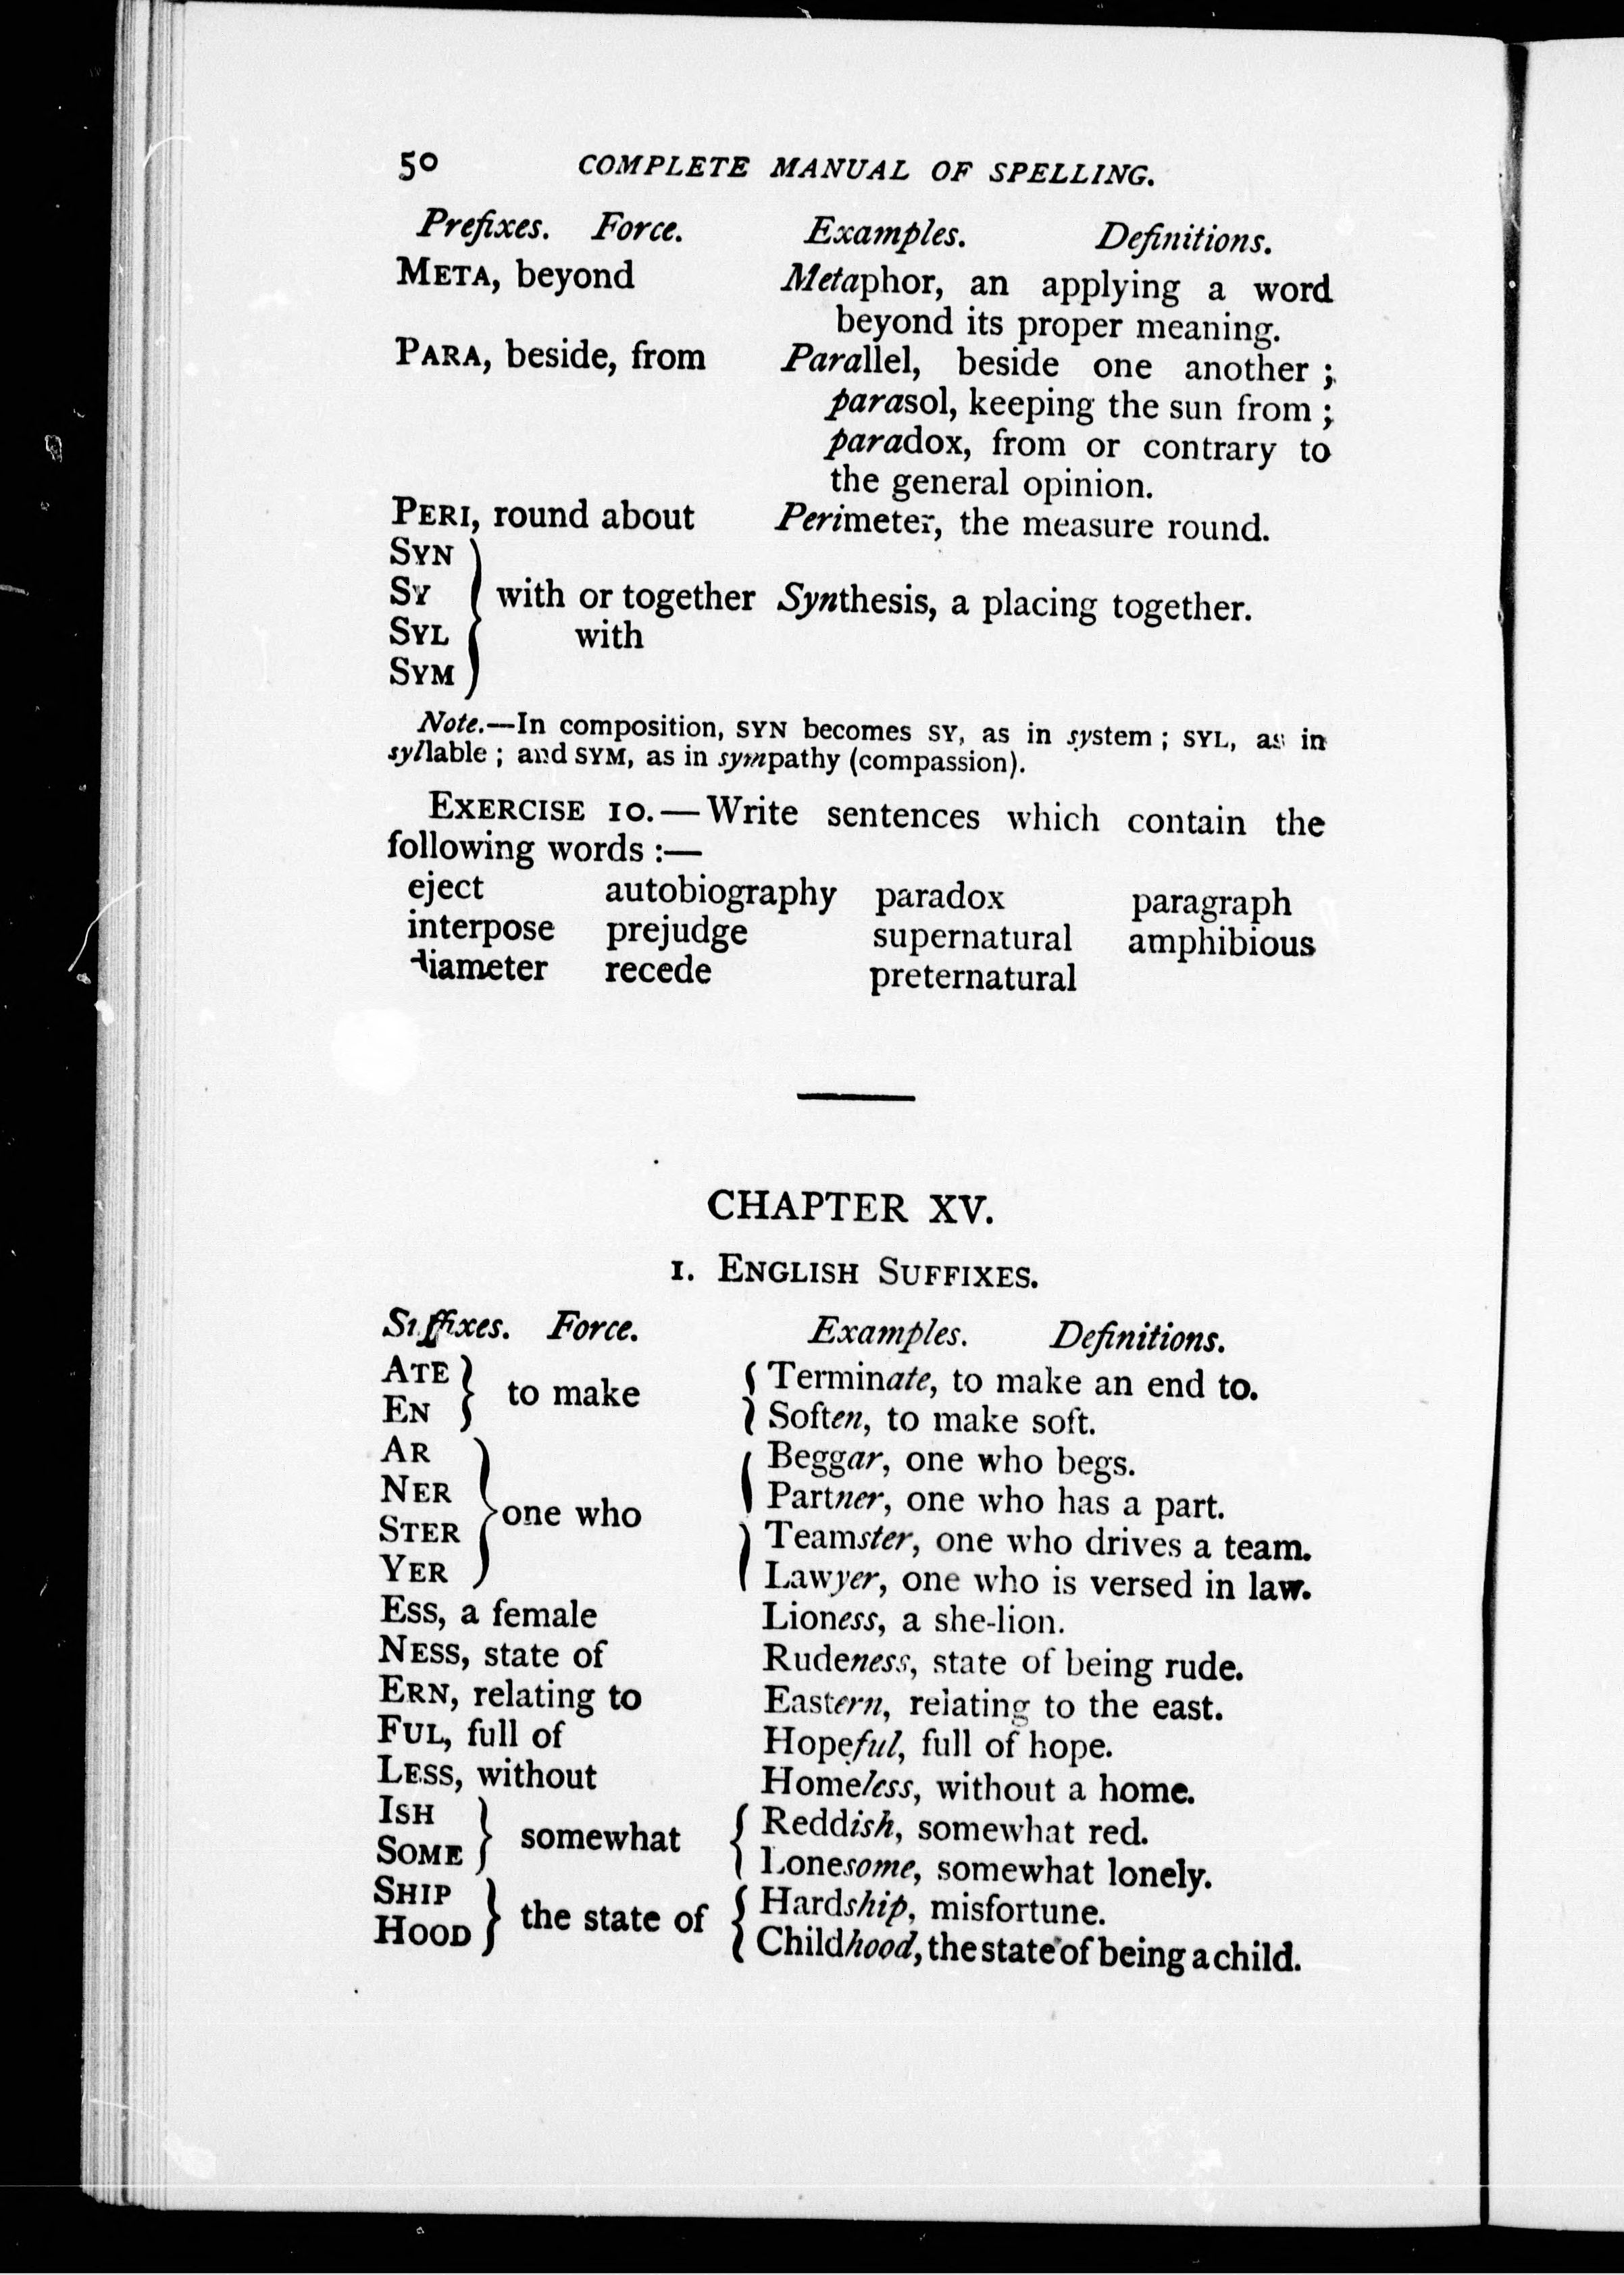 50 COMPLETE MANUAL OF SPELLING.
Prefixes. Force. Examples. Definitions.
META, beyond Metaphor, an applying a word
beyond its proper meaning.
PARA, beside, from Parallel, beside one another ;
parasol, keeping the sun from ;
paradox, from or contrary to
the general opinion.
PERI, round about Perimeter, the measure round.
SYN
SY with or together Synthesis, a placing together.
SYL with
SYM
Note.—In composition, SYN becomes SY, as in system ; SYL, as in
syllable ; and SYM, as in sympathy (compassion).
EXERCISE 10.—Write sentences which contain the
following words :—
eject autobiography paradox paragraph
interpose prejudge supernatural amphibious
diameter recede preternatural
CHAPTER XV.
1. ENGLISH SUFFIXES.
Suffixes. Force. Examples. Definitions.
ATE } to make { Terminate, to make an end to.
EN } { Soften, to make soft.
AR Beggar, one who begs.
NER Partner, one who has a part.
one who
STER Teamster, one who drives a team.
YER Lawyer, one who is versed in law.
ESS, a female Lioness, a she-lion.
NESS, state of Rudeness, state of being rude.
ERN, relating to Eastern, relating to the east.
FUL, full of Hopeful, full of hope.
LESS, without Homeless, without a home.
ISH } somewhat { Reddish, somewhat red.
SOME } { Lonesome, somewhat lonely.
SHIP } the state of { Hardship, misfortune.
HOOD } { Childhood, the state of being a child.